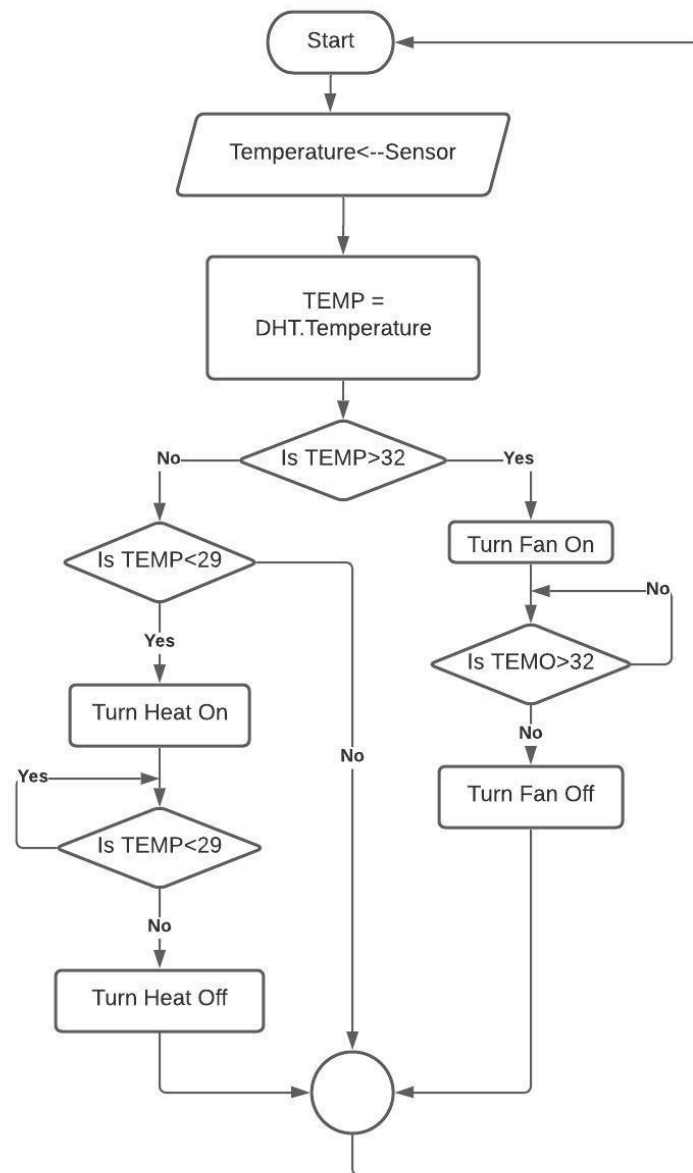 Start
Temperature<--Sensor
TEMP =
DHT.Temperature
Is TEMP>32
No
Yes
Is TEMP<29
Turn Fan On
No
Yes
Is TEMO>32
Turn Heat On
No
No
Yes
Turn Fan Off
Is TEMP<29
No
Turn Heat Off